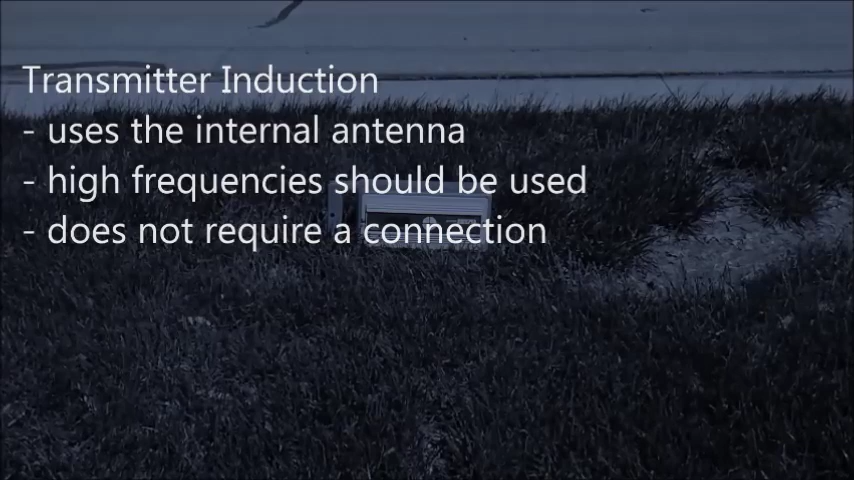 Transmitter Induction
- uses the internal antenna
- high frequencies should be used
- does not require a connection